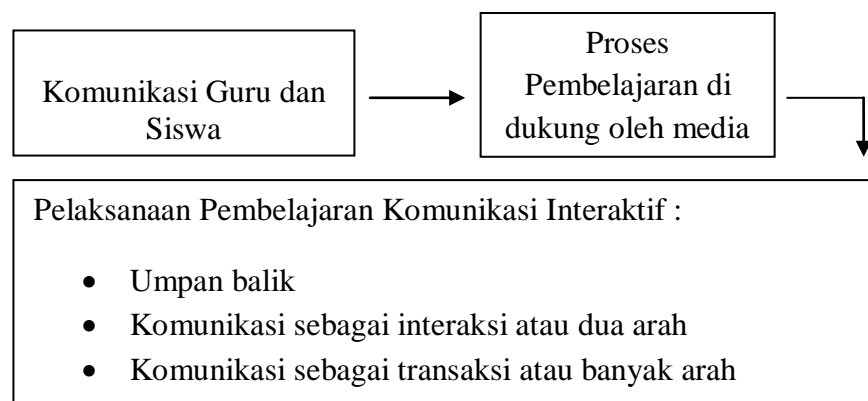 Komunikasi Guru dan
Siswa
Proses
Pembelajaran di
dukung oleh media
Pelaksanaan Pembelajaran Komunikasi Interaktif :
• Umpan balik
• Komunikasi sebagai interaksi atau dua arah
• Komunikasi sebagai transaksi atau banyak arah